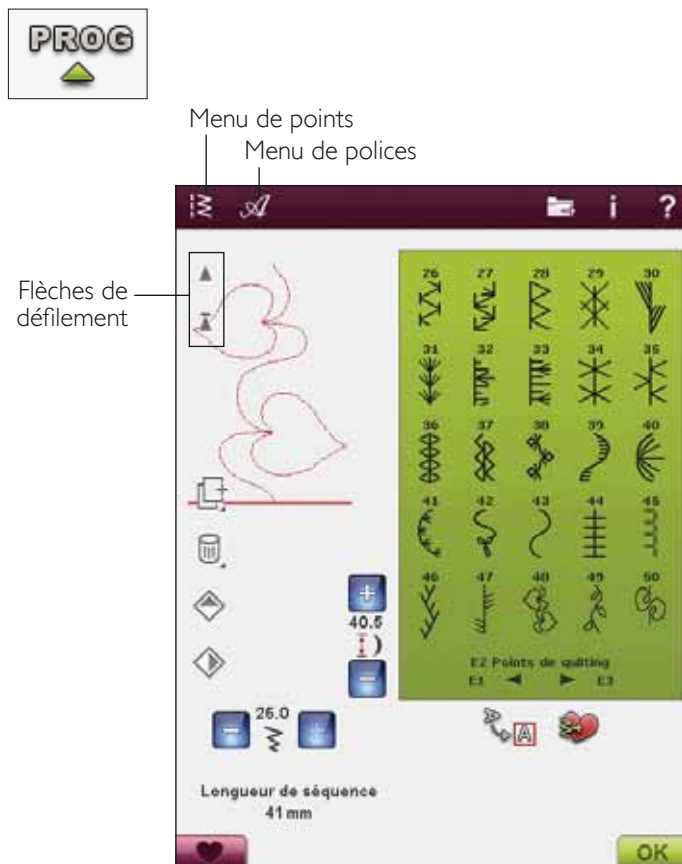 PROG
Menu de points
Menu de polices
i ?
Flèches de
défilement
26 27 28 29 30
31 32 33 34 35
36 37 38 39 40
41 42 43 44 45
46 47 48 49 50
E2 Points de quilting
E1 E3
40.5
26.0
A
Longueur de séquence
41 mm
OK